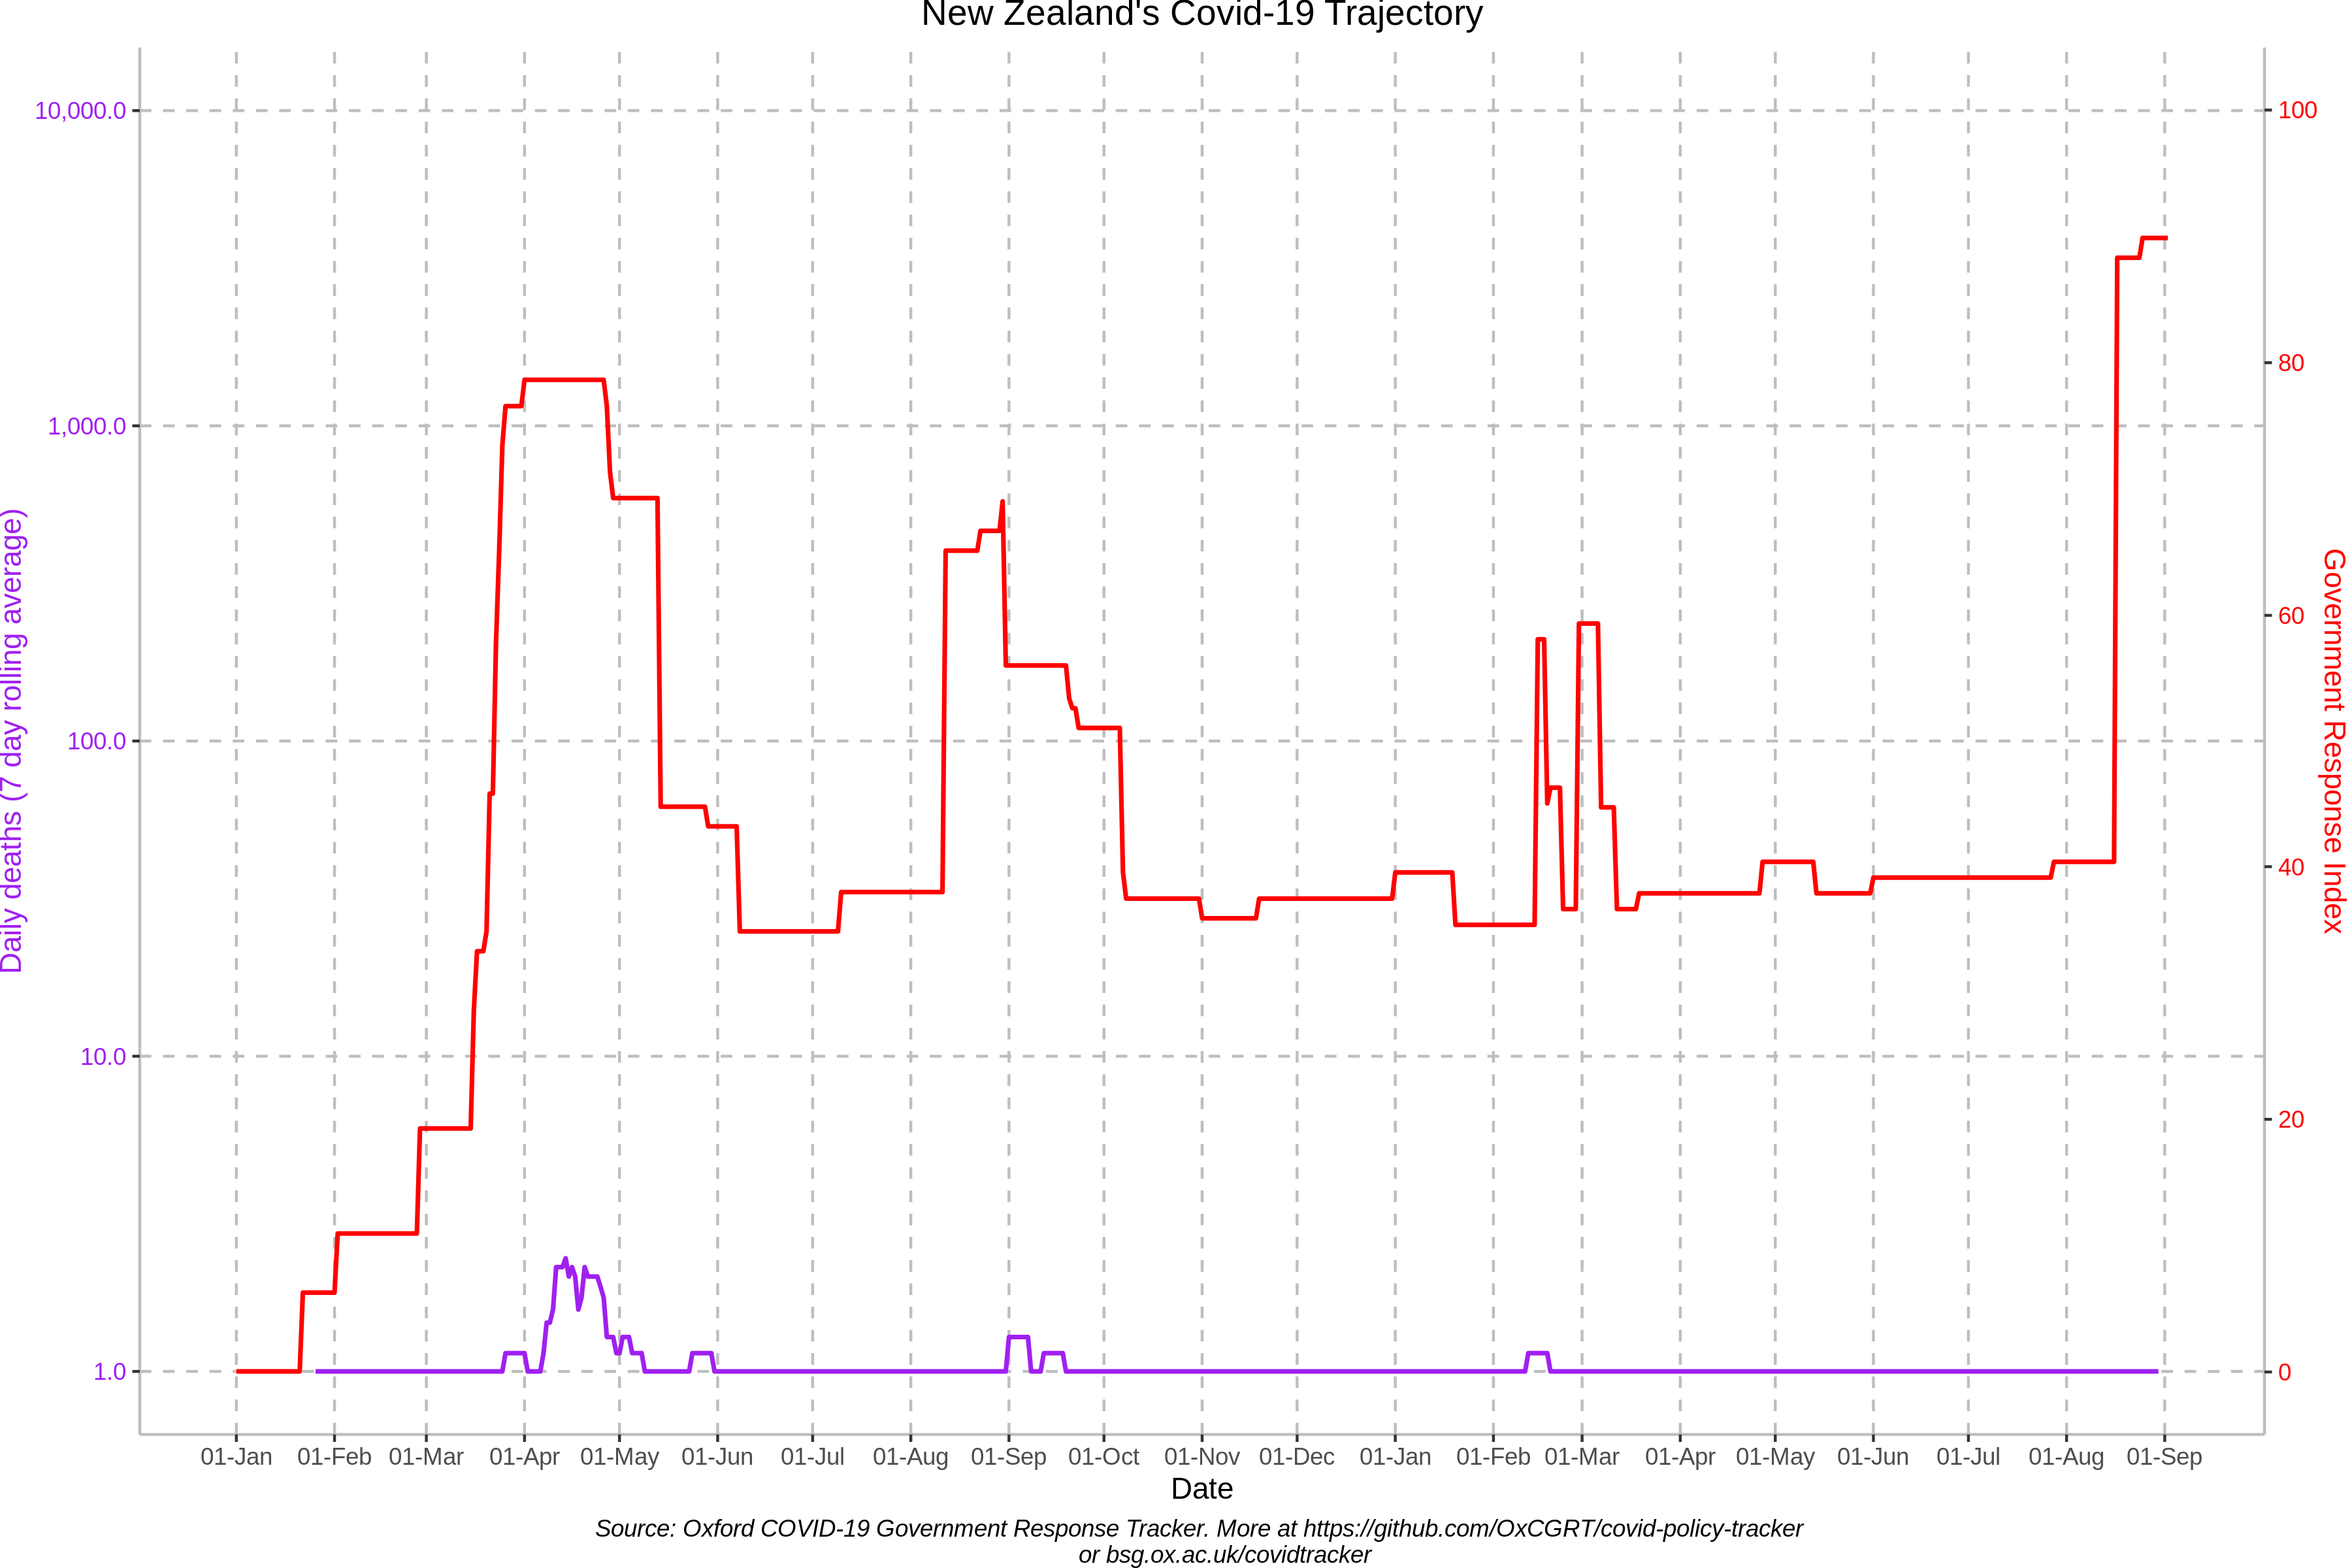 New Zealand's Covid-19 Trajectory
10,000.0
1,000.0
100.0
10.0
1.0
Daily deaths (7 day rolling average)
100
80
60
40
20
0
Government Response Index
01-Jan 01-Feb 01-Mar 01-Apr 01-May 01-Jun 01-Jul 01-Aug 01-Sep 01-Oct 01-Nov 01-Dec 01-Jan 01-Feb 01-Mar 01-Apr 01-May 01-Jun 01-Jul 01-Aug 01-Sep
Date
Source: Oxford COVID-19 Government Response Tracker. More at https://github.com/OxCGRT/covid-policy-tracker
or bsg.ox.ac.uk/covidtracker